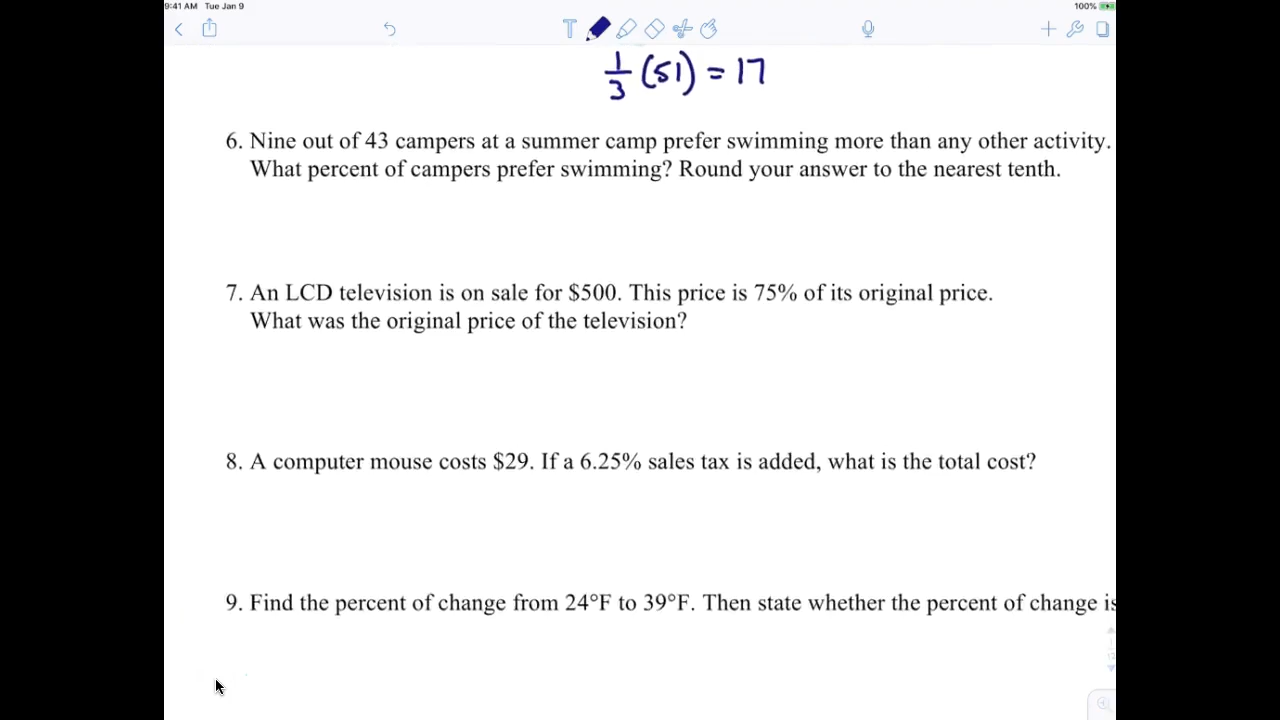 9:41 AM Tue Jan 9 100%
T
1/3 (51) = 17
6. Nine out of 43 campers at a summer camp prefer swimming more than any other activity.
What percent of campers prefer swimming? Round your answer to the nearest tenth.
7. An LCD television is on sale for $500. This price is 75% of its original price.
What was the original price of the television?
8. A computer mouse costs $29. If a 6.25% sales tax is added, what is the total cost?
9. Find the percent of change from 24°F to 39°F. Then state whether the percent of change is